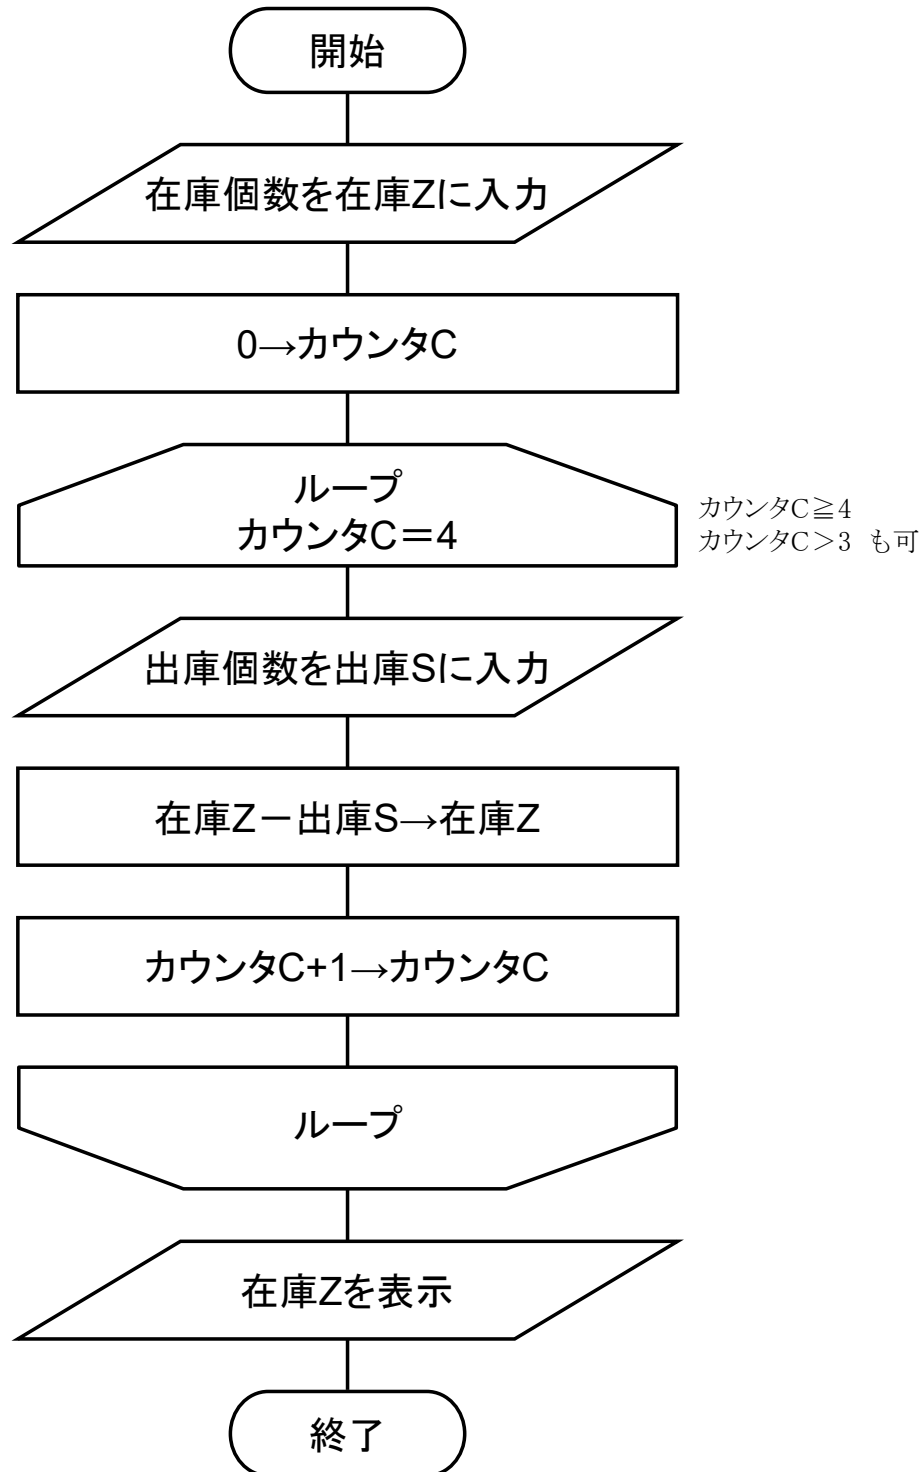 開始
在庫個数を在庫Zに入力
0→カウンタC
ループ
カウンタC＝4
カウンタC≧4
カウンタC＞3 も可
出庫個数を出庫Sに入力
在庫Z－出庫S→在庫Z
カウンタC+1→カウンタC
ループ
在庫Zを表示
終了